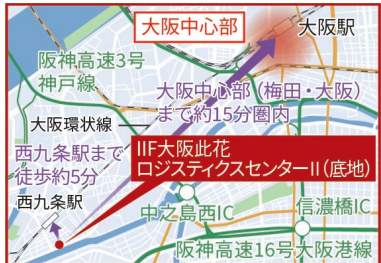 大阪中心部
大阪駅
阪神高速3号
神戸線
大阪中心部（梅田・大阪）
まで約15分圏内
大阪環状線
西九条駅まで
徒歩約5分
IIF大阪此花
ロジスティクスセンターII（底地）
西九条駅
中之島西IC
信濃橋IC
阪神高速16号大阪港線